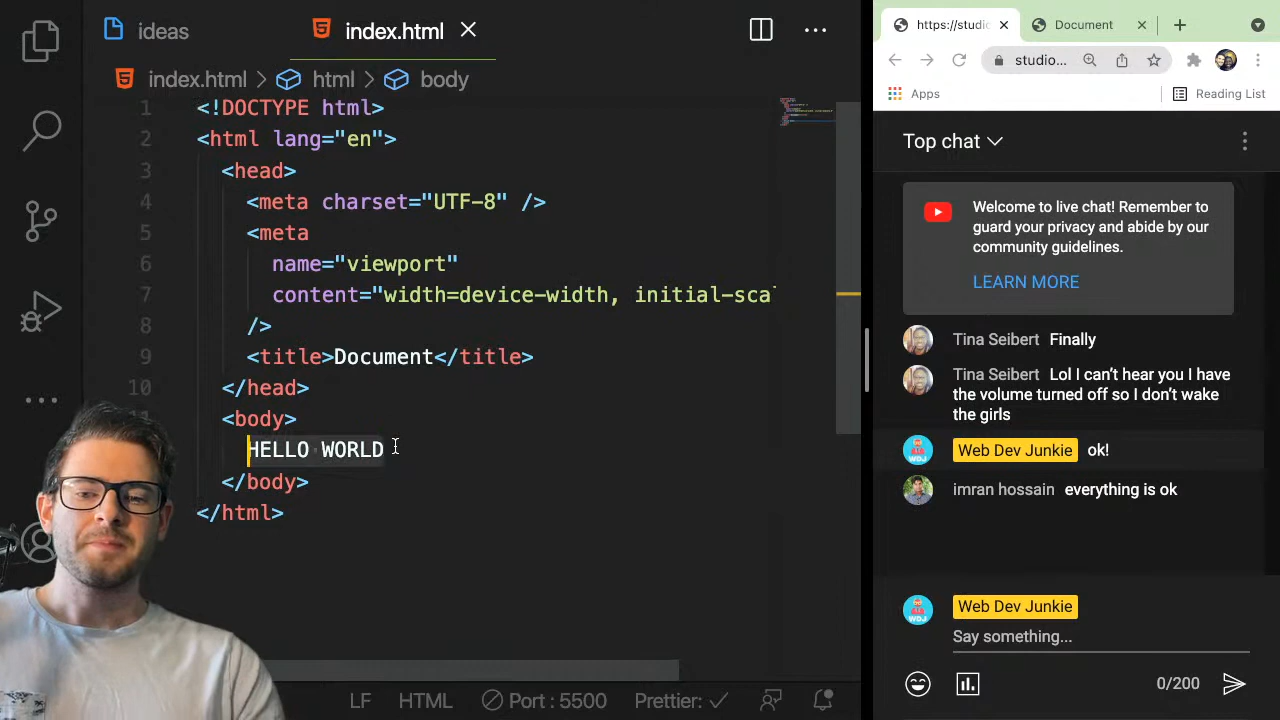 ideas
index.html
index.html > html > body
1 <!DOCTYPE html>
2 <html lang="en">
3 <head>
4 <meta charset="UTF-8" />
5 <meta
6 name="viewport"
7 content="width=device-width, initial-sca
8 />
9 <title>Document</title>
10 </head>
<body>
HELLO WORLD
</body>
</html>
LF HTML Port : 5500 Prettier:
https://studio
Document
studio...
Apps
Reading List
Top chat
Welcome to live chat! Remember to
guard your privacy and abide by our
community guidelines.
LEARN MORE
Tina Seibert Finally
Tina Seibert Lol I can't hear you I have
the volume turned off so I don't wake
the girls
Web Dev Junkie ok!
imran hossain everything is ok
Web Dev Junkie
Say something...
0/200